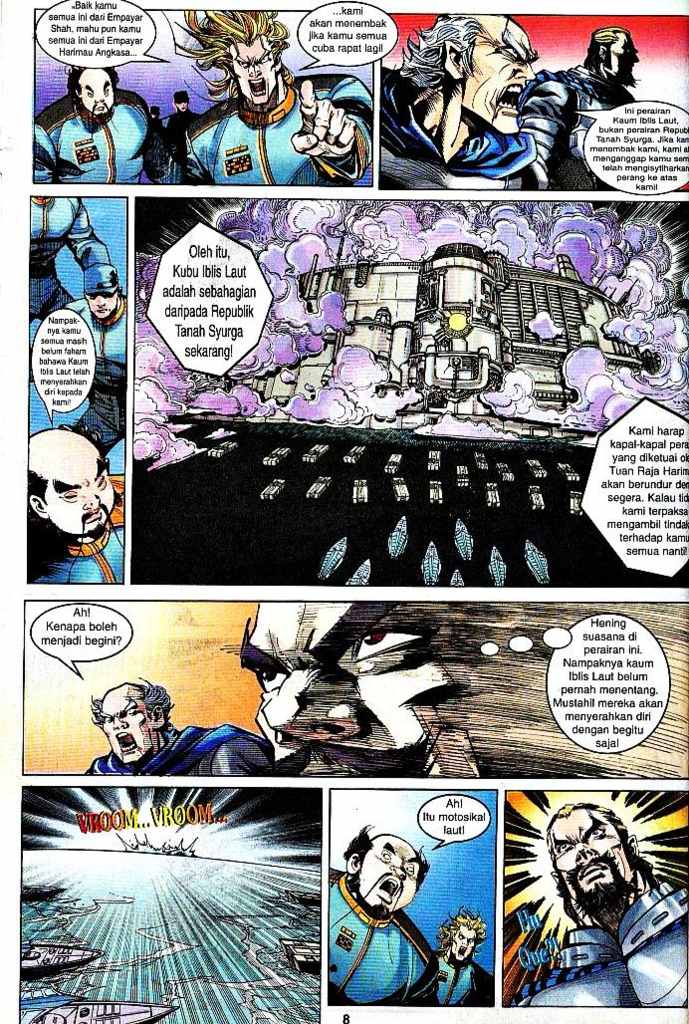 "Baik kamu
semua ini dari Empayar
Shah, mahu pun kamu
semua ini dari Empayar
Harimau Angkasa...
...kami
akan menembak
jika kamu semua
cuba rapat lagi!
Ini perairan
Kaum Iblis Laut,
bukan perairan Republ
Tanah Syurga. Jika kam
menembak kami, kami a
menganggap kamu sem
telah mengisytiharkan
perang ke atas
kami!
Nampak-
nya kamu
semua masih
belum faham
bahawa Kaum
Iblis Laut telah
menyerahkan
diri kepada
kami!
Oleh itu,
Kubu Iblis Laut
adalah sebahagian
daripada Republik
Tanah Syurga
sekarang!
Kami harap
kapal-kapal pera
yang diketuai ol
Tuan Raja Harim
akan berundur den
segera. Kalau tid
kami terpaksa
mengambil tindak
terhadap kamu
semua nanti!
Ah!
Kenapa boleh
menjadi begini?
Hening
suasana di
perairan ini.
Nampaknya kaum
Iblis Laut belum
pernah menentang.
Mustahil mereka akan
menyerahkan diri
dengan begitu
saja!
VROOM...VROOM...
Ah!
Itu motosikal
laut!
Hu
Que?!
8